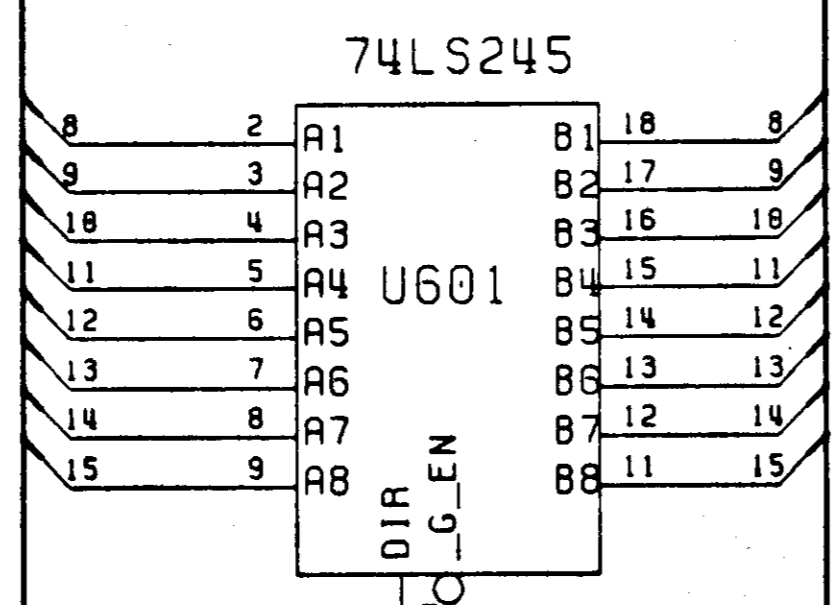 74LS245
8 2 A1 B1 18 8
9 3 A2 B2 17 9
10 4 A3 B3 16 10
11 5 A4 U601 B4 15 11
12 6 A5 B5 14 12
13 7 A6 B6 13 13
14 8 A7 B7 12 14
15 9 A8 B8 11 15
DIR
_G_EN